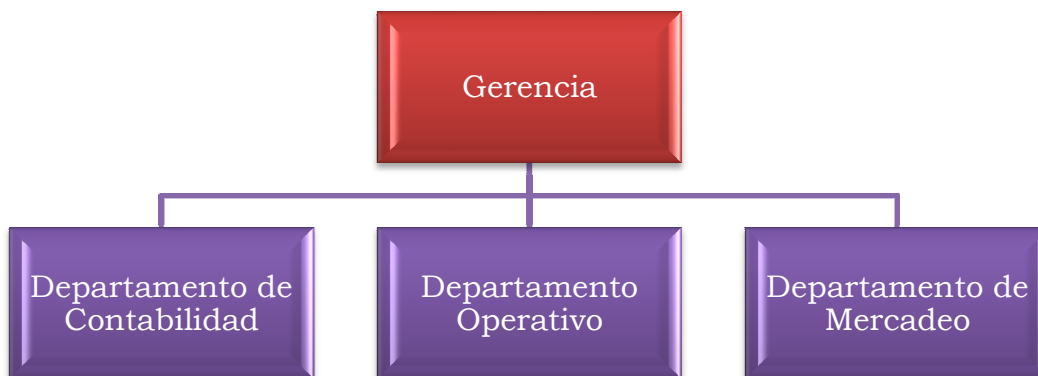 Gerencia
Departamento de
Contabilidad
Departamento
Operativo
Departamento de
Mercadeo